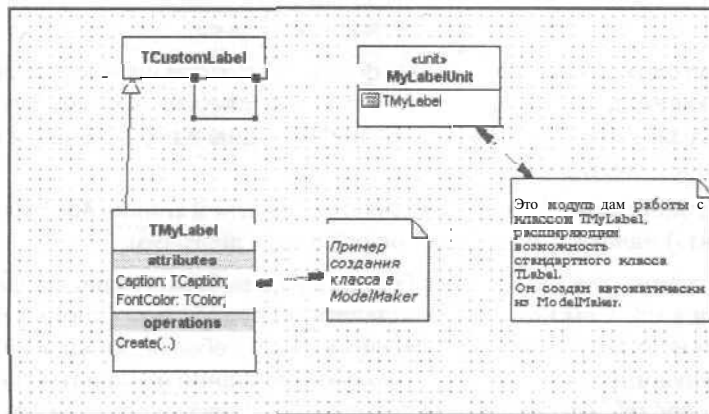 TCustomLabel
«unit»
MyLabelUnit
TMyLabel
TMyLabel
attributes
Caption: TCaption;
FontColor: TColor;
operations
Create(..)
Пример
создания
класса в
ModelMaker
Это модуль дам работы с
классом TMyLabel,
расширяющим
возможность
стандартного класса
TLabel.
Он создан автоматически
из ModelMaker.